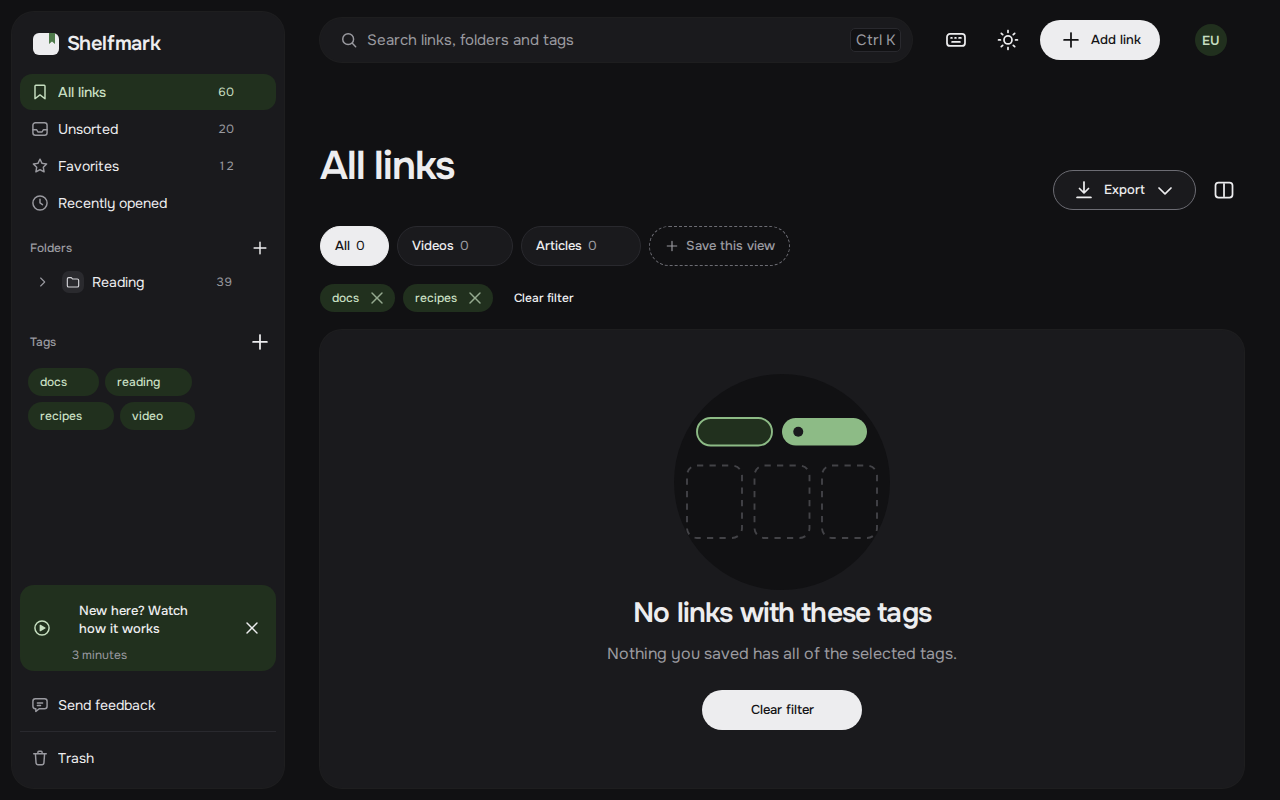 Shelfmark
Search links, folders and tags
Ctrl K
Add link
EU
All links 60
Unsorted 20
Favorites 12
Recently opened
Folders
Reading 39
Tags
docs
reading
recipes
video
New here? Watch
how it works
3 minutes
Send feedback
Trash
All links
Export
All 0
Videos 0
Articles 0
Save this view
docs
recipes
Clear filter
No links with these tags
Nothing you saved has all of the selected tags.
Clear filter